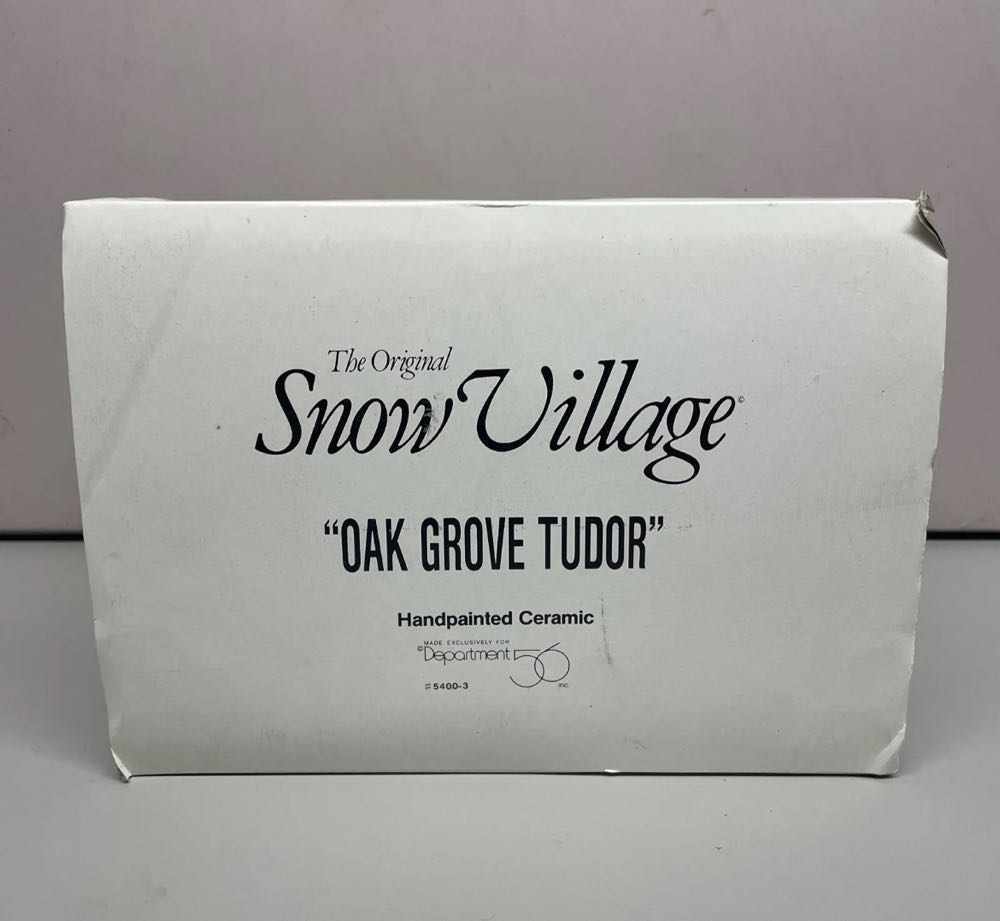 The Original
Snow Village©
“OAK GROVE TUDOR”
Handpainted Ceramic
MADE EXCLUSIVELY FOR
©Department 56 inc.
#5400-3